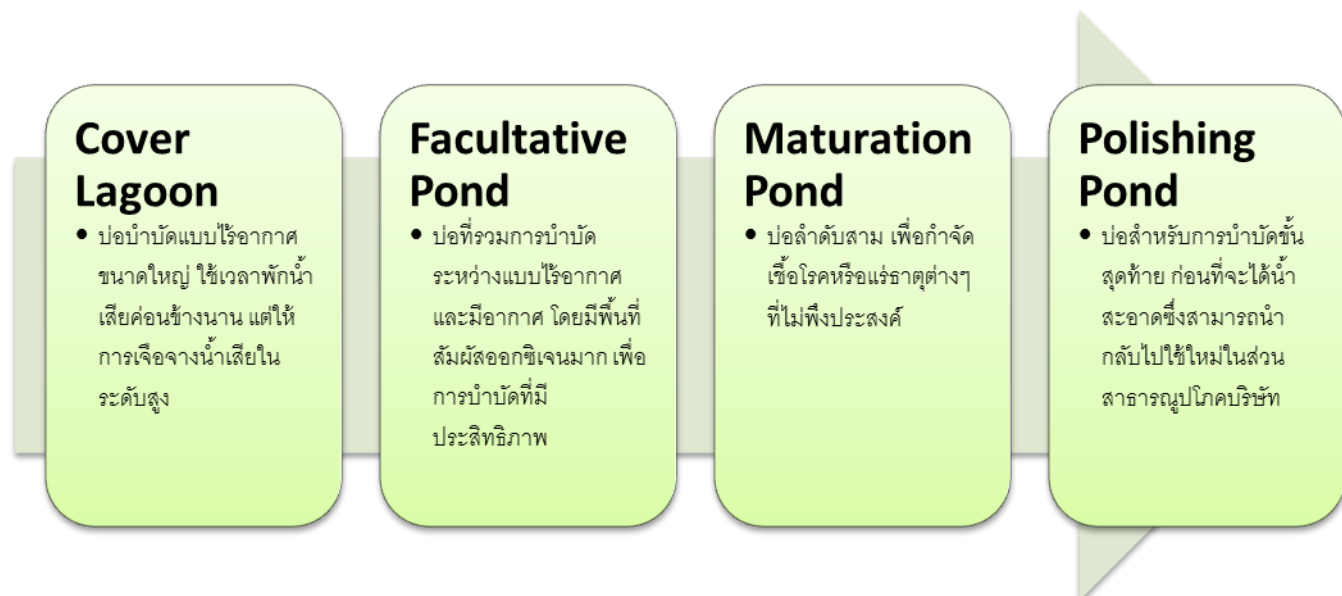 Cover
Lagoon
• บ่อบำบัดแบบไร้อากาศ
ขนาดใหญ่ ใช้เวลาพักน้ำ
เสียค่อนข้างนาน แต่ให้
การเจือจางน้ำเสียใน
ระดับสูง
Facultative
Pond
• บ่อที่รวมการบำบัด
ระหว่างแบบไร้อากาศ
และมีอากาศ โดยมีพื้นที่
สัมผัสออกซิเจนมาก เพื่อ
การบำบัดที่มี
ประสิทธิภาพ
Maturation
Pond
• บ่อลำดับสาม เพื่อกำจัด
เชื้อโรคหรือแร่ธาตุต่างๆ
ที่ไม่พึงประสงค์
Polishing
Pond
• บ่อสำหรับการบำบัดขั้น
สุดท้าย ก่อนที่จะได้น้ำ
สะอาดซึ่งสามารถนำ
กลับไปใช้ใหม่ในส่วน
สาธารณูปโภคบริษัท